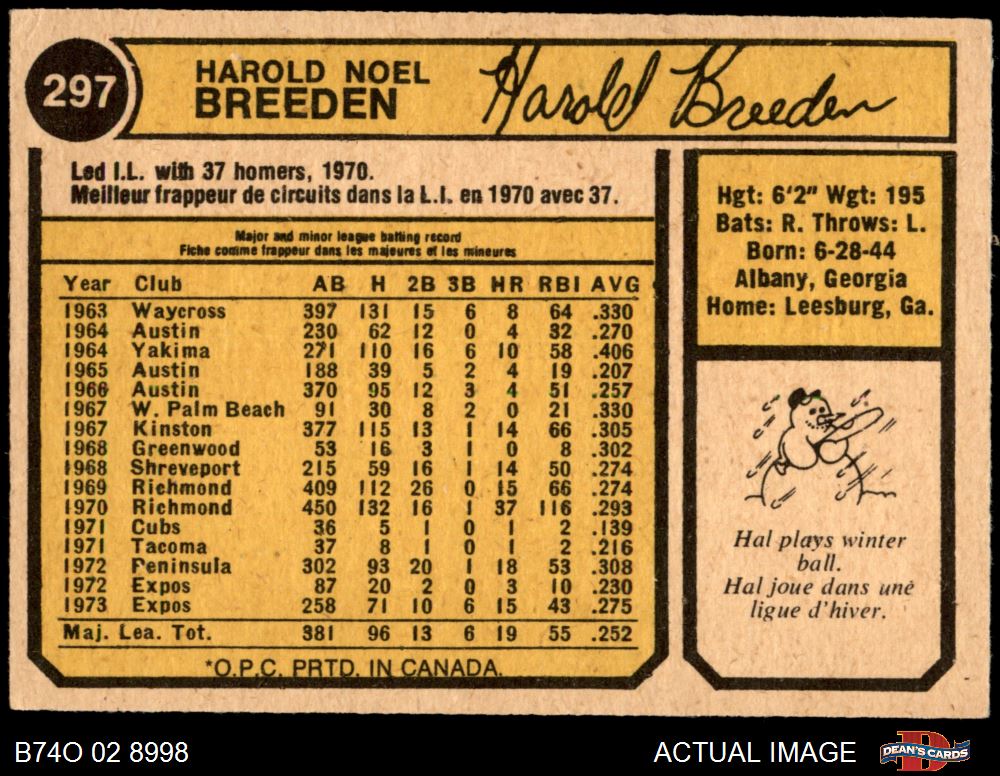 297
HAROLD NOEL
BREEDEN
Harold Breeden
Led I.L. with 37 homers, 1970.
Meilleur frappeur de circuits dans la L.I. en 1970 avec 37.
Major and minor league batting record
Fiche comme frappeur dans les majeures et les mineures
Year Club AB H 2B 3B HR RBI AVG
1963 Waycross 397 131 15 6 8 64 .330
1964 Austin 230 62 12 0 4 32 .270
1964 Yakima 271 110 16 6 10 58 .406
1965 Austin 188 39 5 2 4 19 .207
1966 Austin 370 95 12 3 4 51 .257
1967 W. Palm Beach 91 30 8 2 0 21 .330
1967 Kinston 377 115 13 1 14 66 .305
1968 Greenwood 53 16 3 1 0 8 .302
1968 Shreveport 215 59 16 1 14 50 .274
1969 Richmond 409 112 26 0 15 66 .274
1970 Richmond 450 132 16 1 37 116 .293
1971 Cubs 36 5 1 0 1 2 .139
1971 Tacoma 37 8 1 0 1 2 .216
1972 Peninsula 302 93 20 1 18 53 .308
1972 Expos 87 20 2 0 3 10 .230
1973 Expos 258 71 10 6 15 43 .275
Maj. Lea. Tot. 381 96 13 6 19 55 .252
*O.P.C. PRTD. IN CANADA.
Hgt: 6'2" Wgt: 195
Bats: R. Throws: L.
Born: 6-28-44
Albany, Georgia
Home: Leesburg, Ga.
Hal plays winter
ball.
Hal joue dans une
ligue d'hiver.
B74O 02 8998
ACTUAL IMAGE
D
DEAN'S CARDS